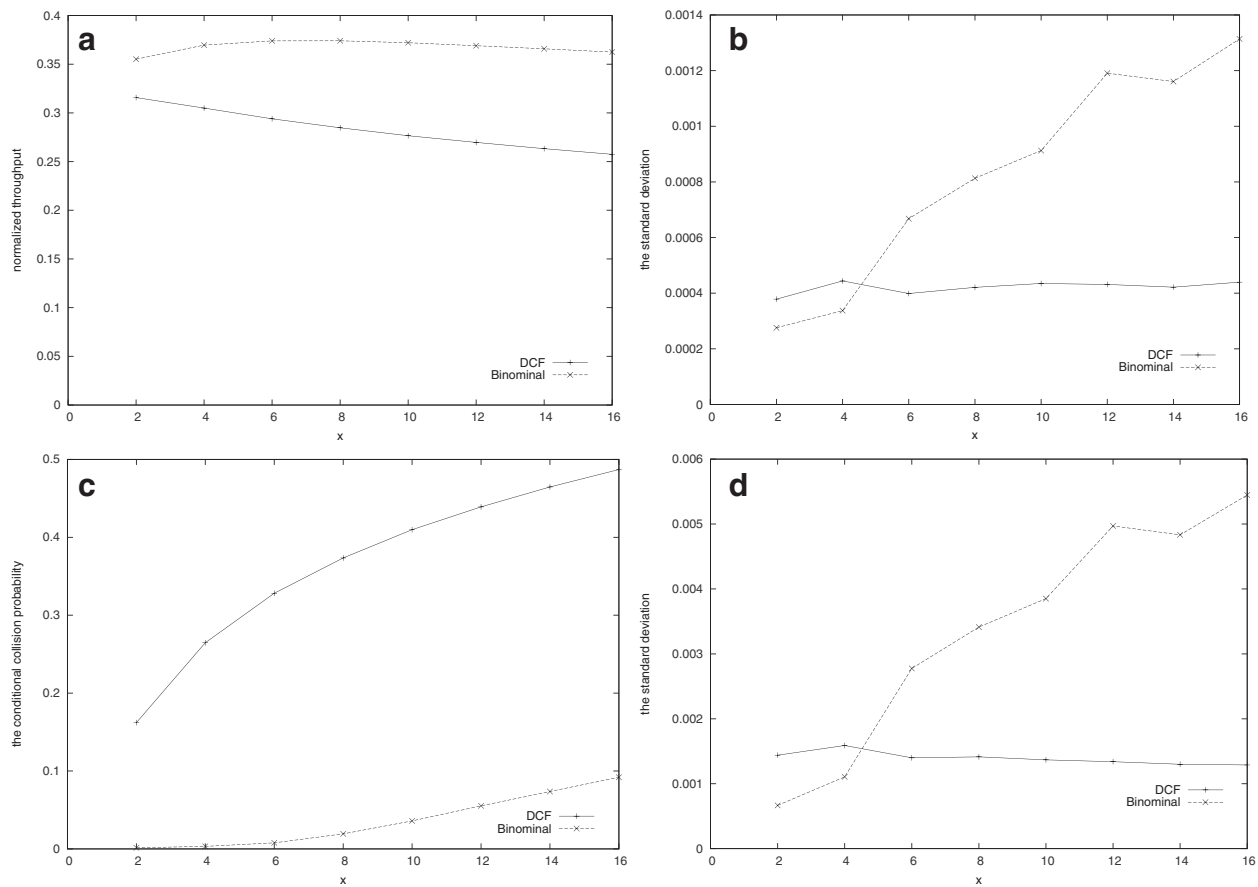 a
0.4
0.35
0.3
0.25
0.2
0.15
0.1
0.05
0
normalized throughput
DCF
Binominal
0 2 4 6 8 10 12 14 16
x
b
0.0014
0.0012
0.001
0.0008
0.0006
0.0004
0.0002
0
the standard deviation
DCF
Binominal
0 2 4 6 8 10 12 14 16
x
c
0.5
0.4
0.3
0.2
0.1
0
the conditional collision probability
DCF
Binominal
0 2 4 6 8 10 12 14 16
x
d
0.006
0.005
0.004
0.003
0.002
0.001
0
the standard deviation
DCF
Binominal
0 2 4 6 8 10 12 14 16
x